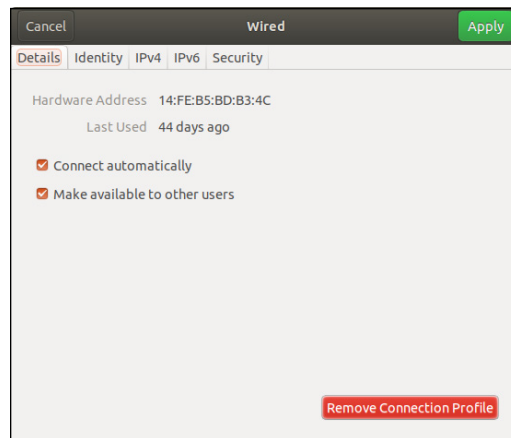 Cancel Wired Apply
Details Identity IPv4 IPv6 Security
Hardware Address 14:FE:B5:BD:B3:4C
Last Used 44 days ago
Connect automatically
Make available to other users
Remove Connection Profile